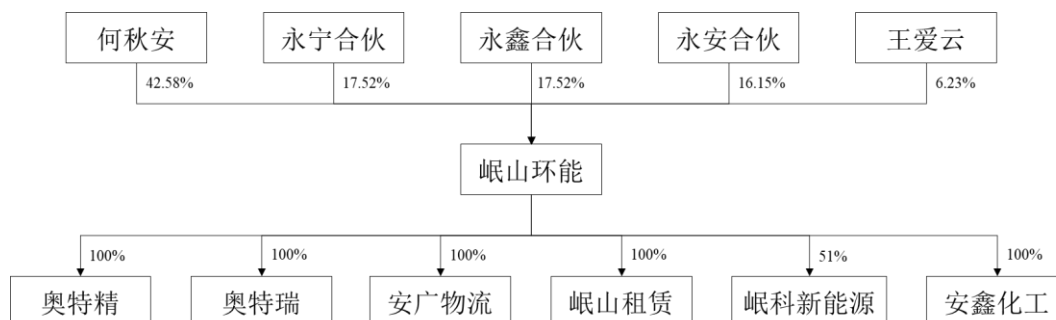 何秋安 永宁合伙 永鑫合伙 永安合伙 王爱云
42.58% 17.52% 17.52% 16.15% 6.23%
岷山环能
100% 100% 100% 100% 51% 100%
奥特精 奥特瑞 安广物流 岷山租赁 岷科新能源 安鑫化工